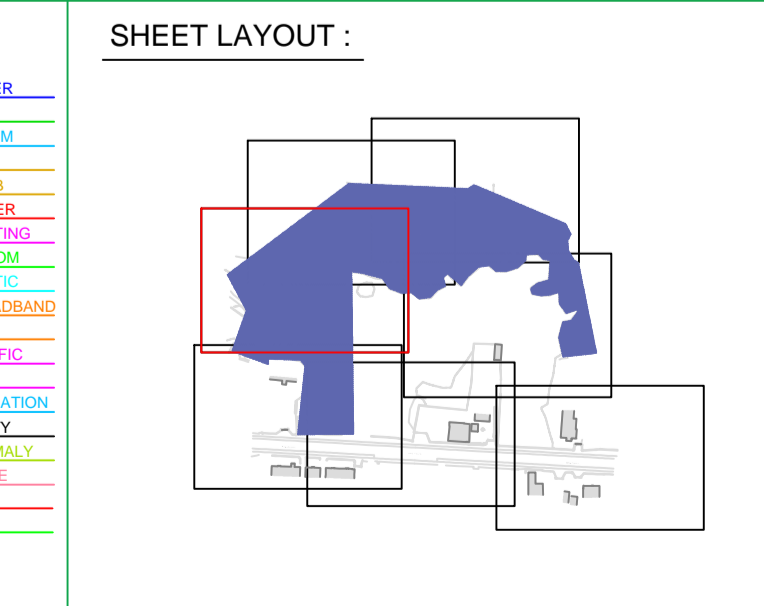 SHEET LAYOUT :
ER
M
B
ER
TING
OM
TIC
ADBAND
FIC
ATION
Y
MALY
E